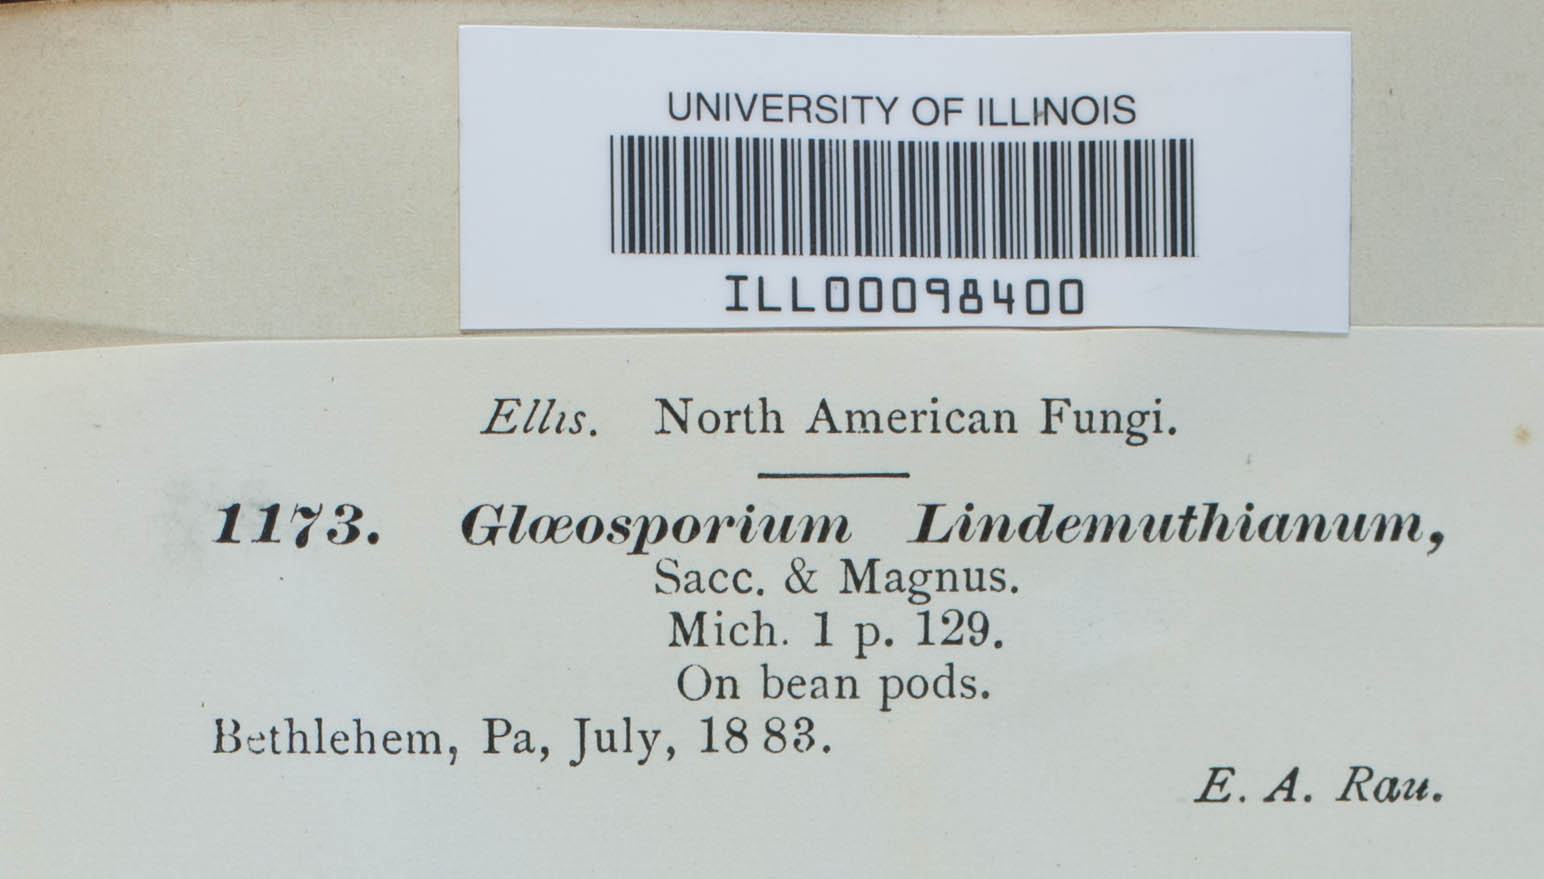 UNIVERSITY OF ILLINOIS
ILL00098400
Ellis. North American Fungi.
1173. Glœosporium Lindemuthianum,
Sacc. & Magnus.
Mich. 1 p. 129.
On bean pods.
Bethlehem, Pa, July, 1883.
E. A. Rau.